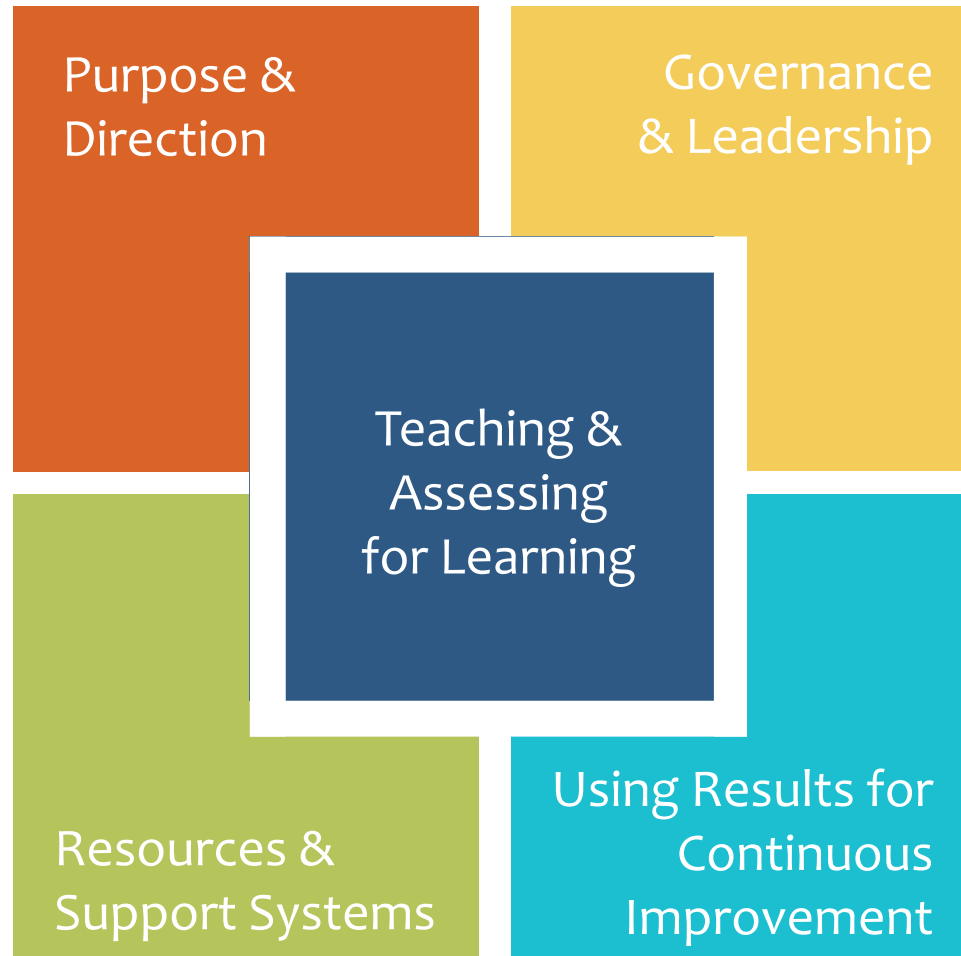 Purpose &
Direction
Governance
& Leadership
Teaching &
Assessing
for Learning
Resources &
Support Systems
Using Results for
Continuous
Improvement